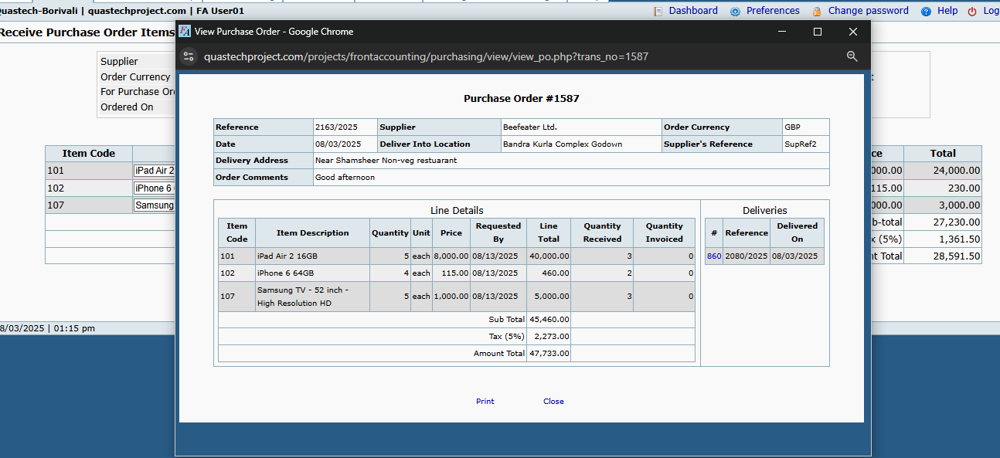 Quastech-Borivali | quastechproject.com | FA User01
Dashboard Preferences Change password Help Log
Receive Purchase Order Items
Supplier
Order Currency
For Purchase Ord
Ordered On
Item Code
101 iPad Air 2
102 iPhone 6
107 Samsung
8/03/2025 | 01:15 pm
View Purchase Order - Google Chrome
quastechproject.com/projects/frontaccounting/purchasing/view/view_po.php?trans_no=1587
Purchase Order #1587
Reference 2163/2025 Supplier Beefeater Ltd. Order Currency GBP
Date 08/03/2025 Deliver Into Location Bandra Kurla Complex Godown Supplier's Reference SupRef2
Delivery Address Near Shamsheer Non-veg restuarant
Order Comments Good afternoon
Line Details
Item Code Item Description Quantity Unit Price Requested By Line Total Quantity Received Quantity Invoiced
101 iPad Air 2 16GB 5 each 8,000.00 08/13/2025 40,000.00 3 0
102 iPhone 6 64GB 4 each 115.00 08/13/2025 460.00 2 0
107 Samsung TV - 52 inch - High Resolution HD 5 each 1,000.00 08/13/2025 5,000.00 3 0
Sub Total 45,460.00
Tax (5%) 2,273.00
Amount Total 47,733.00
Deliveries
# Reference Delivered On
860 2080/2025 08/03/2025
Print Close
ce Total
000.00 24,000.00
115.00 230.00
000.00 3,000.00
b-total 27,230.00
x (5%) 1,361.50
nt Total 28,591.50